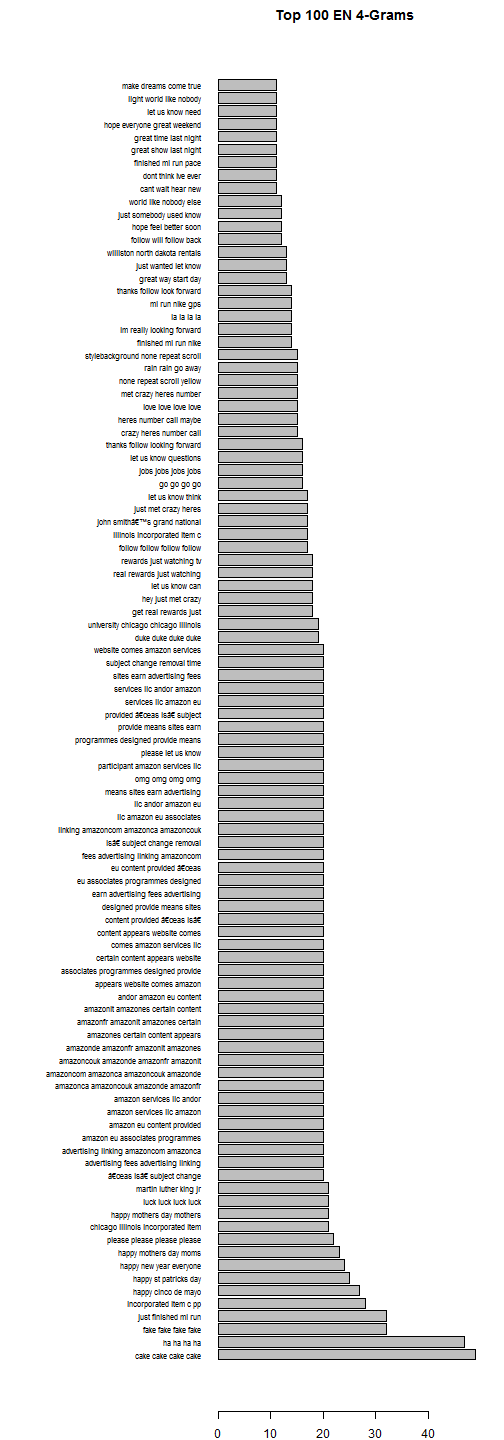 Top 100 EN 4-Grams
make dreams come true
light world like nobody
let us know need
hope everyone great weekend
great time last night
great show last night
finished mi run pace
dont think ive ever
cant wait hear new
world like nobody else
just somebody used know
hope feel better soon
follow will follow back
williston north dakota rentals
just wanted let know
great way start day
thanks follow look forward
mi run nike gps
la la la la
im really looking forward
finished mi run nike
stylebackground none repeat scroll
rain rain go away
none repeat scroll yellow
met crazy heres number
love love love love
heres number call maybe
crazy heres number call
thanks follow looking forward
let us know questions
jobs jobs jobs jobs
go go go go
let us know think
just met crazy heres
john smithâ€™s grand national
illinois incorporated item c
follow follow follow follow
rewards just watching tv
real rewards just watching
let us know can
hey just met crazy
get real rewards just
university chicago chicago illinois
duke duke duke duke
website comes amazon services
subject change removal time
sites earn advertising fees
services llc andor amazon
services llc amazon eu
provided â€œeas isâ€ subject
provide means sites earn
programmes designed provide means
please let us know
participant amazon services llc
omg omg omg omg
means sites earn advertising
llc andor amazon eu
llc amazon eu associates
linking amazoncom amazonca amazoncouk
isâ€ subject change removal
fees advertising linking amazoncom
eu content provided â€œeas
eu associates programmes designed
earn advertising fees advertising
designed provide means sites
content provided â€œeas isâ€
content appears website comes
comes amazon services llc
certain content appears website
associates programmes designed provide
appears website comes amazon
andor amazon eu content
amazonit amazones certain content
amazonfr amazonit amazones certain
amazones certain content appears
amazonde amazonfr amazonit amazones
amazoncouk amazonde amazonfr amazonit
amazoncom amazonca amazoncouk amazonde
amazonca amazoncouk amazonde amazonfr
amazon services llc andor
amazon services llc amazon
amazon eu content provided
amazon eu associates programmes
advertising linking amazoncom amazonca
advertising fees advertising linking
â€œeas isâ€ subject change
martin luther king jr
luck luck luck luck
happy mothers day mothers
chicago illinois incorporated item
please please please please
happy mothers day moms
happy new year everyone
happy st patricks day
happy cinco de mayo
incorporated item c pp
just finished mi run
fake fake fake fake
ha ha ha ha
cake cake cake cake
0 10 20 30 40